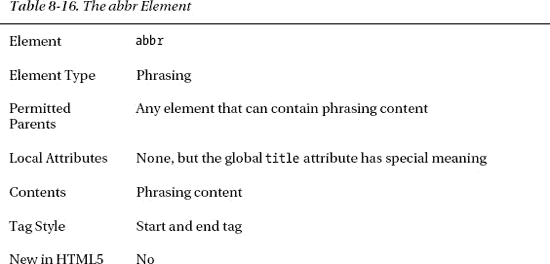 Table 8-16. The abbr Element
Element abbr
Element Type Phrasing
Permitted Parents Any element that can contain phrasing content
Local Attributes None, but the global title attribute has special meaning
Contents Phrasing content
Tag Style Start and end tag
New in HTML5 No